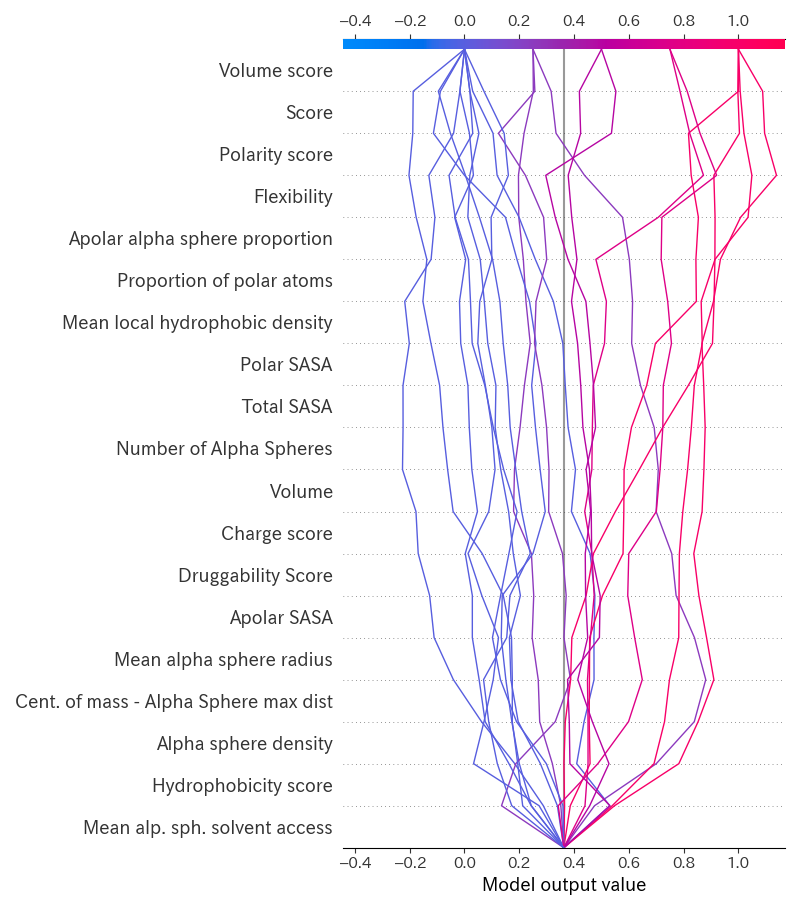 −0.4 −0.2 0.0 0.2 0.4 0.6 0.8 1.0
Volume score
Score
Polarity score
Flexibility
Apolar alpha sphere proportion
Proportion of polar atoms
Mean local hydrophobic density
Polar SASA
Total SASA
Number of Alpha Spheres
Volume
Charge score
Druggability Score
Apolar SASA
Mean alpha sphere radius
Cent. of mass - Alpha Sphere max dist
Alpha sphere density
Hydrophobicity score
Mean alp. sph. solvent access
−0.4 −0.2 0.0 0.2 0.4 0.6 0.8 1.0
Model output value